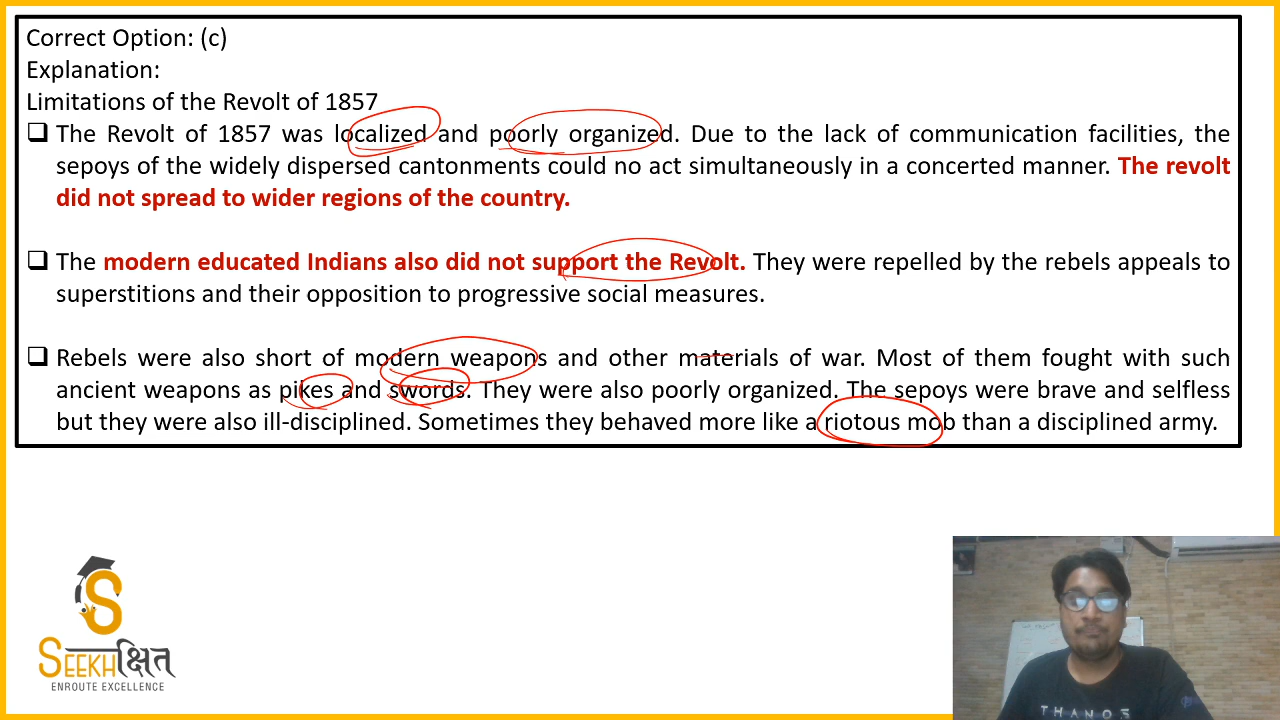 Correct Option: (c)
Explanation:
Limitations of the Revolt of 1857
The Revolt of 1857 was localized and poorly organized. Due to the lack of communication facilities, the
sepoys of the widely dispersed cantonments could no act simultaneously in a concerted manner. The revolt
did not spread to wider regions of the country.
The modern educated Indians also did not support the Revolt. They were repelled by the rebels appeals to
superstitions and their opposition to progressive social measures.
Rebels were also short of modern weapons and other materials of war. Most of them fought with such
ancient weapons as pikes and swords. They were also poorly organized. The sepoys were brave and selfless
but they were also ill-disciplined. Sometimes they behaved more like a riotous mob than a disciplined army.
S
SEEKHक्षित
ENROUTE EXCELLENCE
THANOS